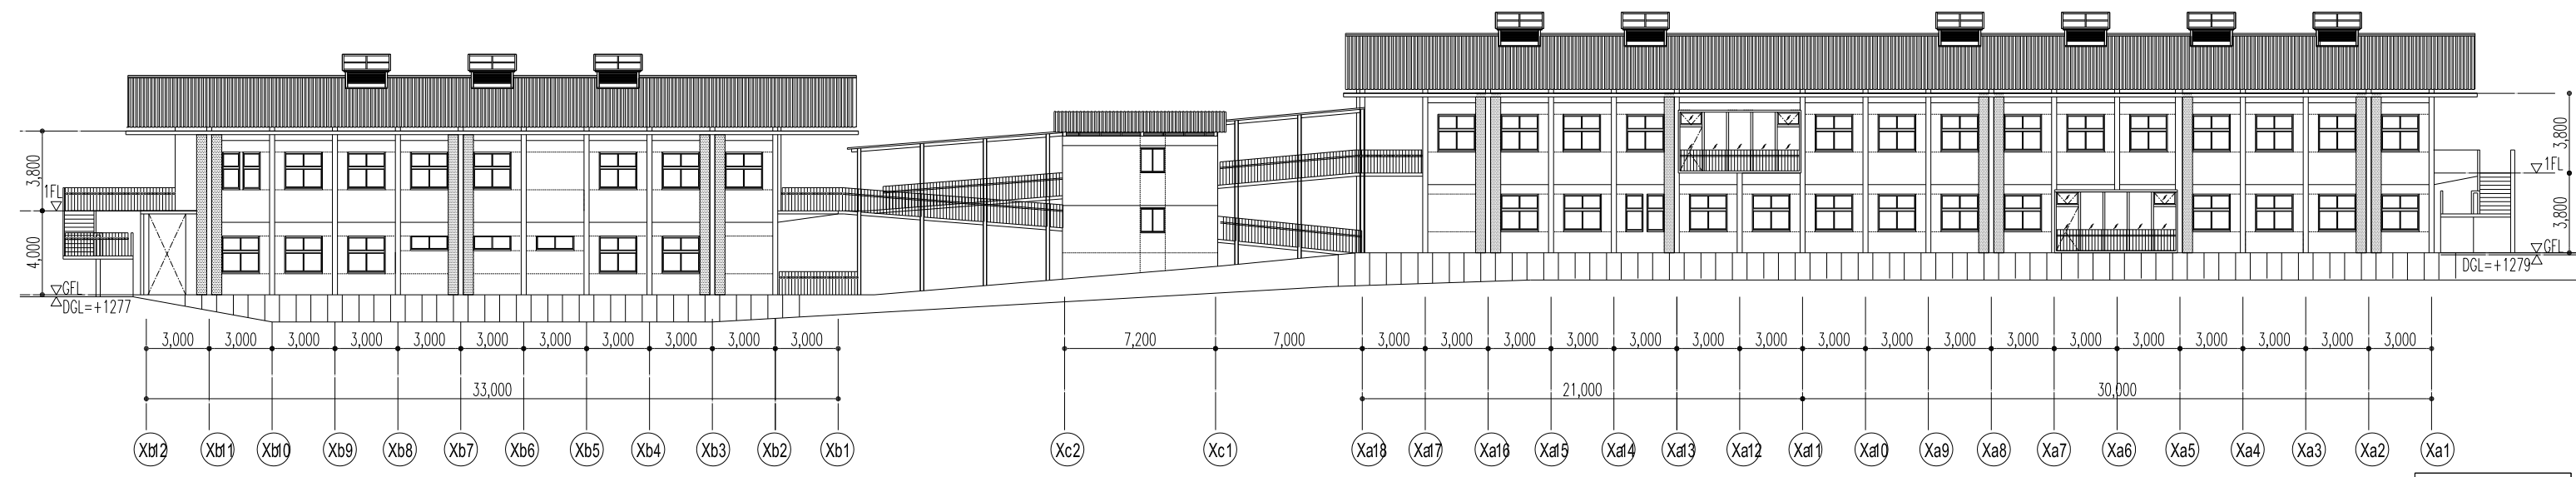 3,800
1FL
4,000
GFL
DGL=+1277
3,800
1FL
3,800
GFL
DGL=+1279
3,000 3,000 3,000 3,000 3,000 3,000 3,000 3,000 3,000 3,000 3,000 7,200 7,000 3,000 3,000 3,000 3,000 3,000 3,000 3,000 3,000 3,000 3,000 3,000 3,000 3,000 3,000 3,000 3,000 3,000
33,000 21,000 30,000
Xb12 Xb11 Xb10 Xb9 Xb8 Xb7 Xb6 Xb5 Xb4 Xb3 Xb2 Xb1 Xc2 Xc1 Xa18 Xa17 Xa16 Xa15 Xa14 Xa13 Xa12 Xa11 Xa10 Xa9 Xa8 Xa7 Xa6 Xa5 Xa4 Xa3 Xa2 Xa1